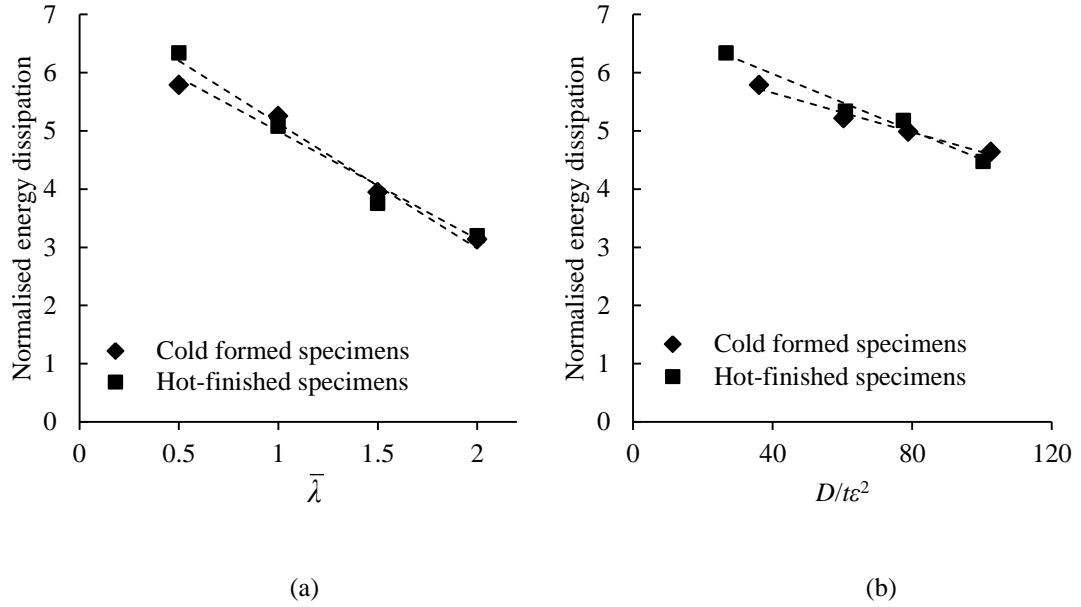 Normalised energy dissipation
7
6
5
4
3
2
1
0
Cold formed specimens
Hot-finished specimens
0 0.5 1 1.5 2
λ̅
(a)
Normalised energy dissipation
7
6
5
4
3
2
1
0
Cold formed specimens
Hot-finished specimens
0 40 80 120
D/tε²
(b)